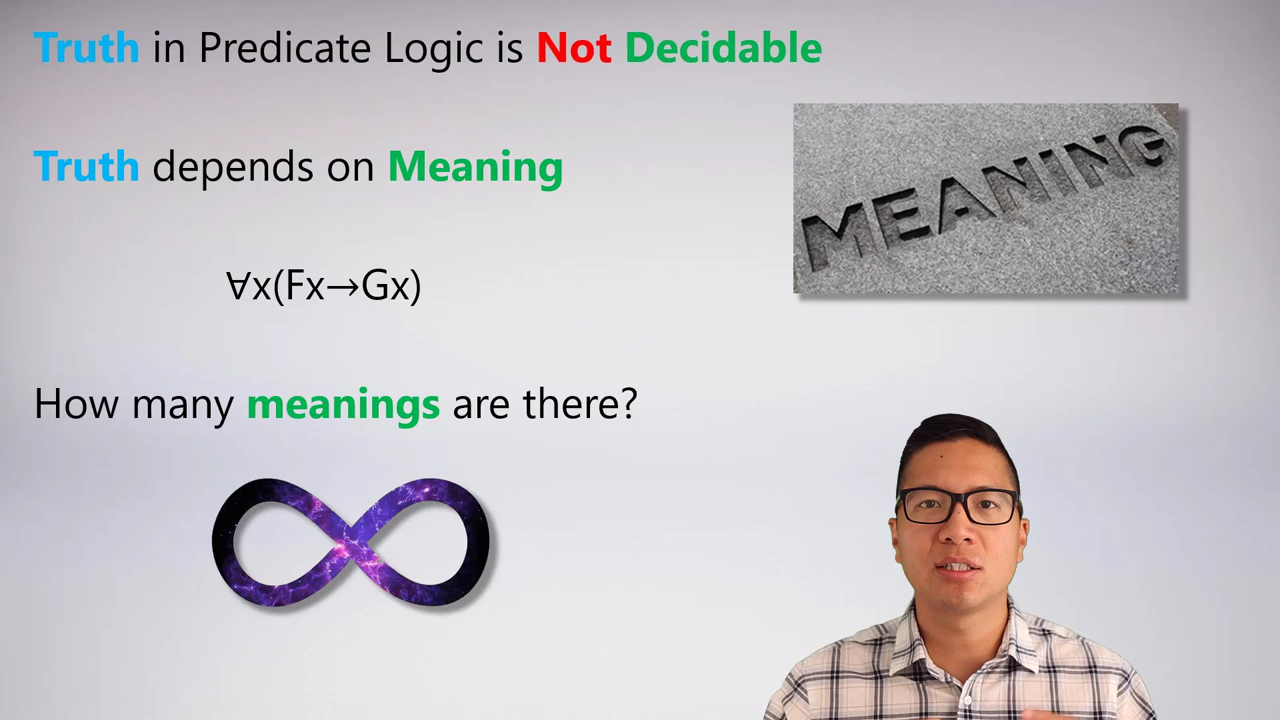 Truth in Predicate Logic is Not Decidable
Truth depends on Meaning
MEANING
∀x(Fx→Gx)
How many meanings are there?